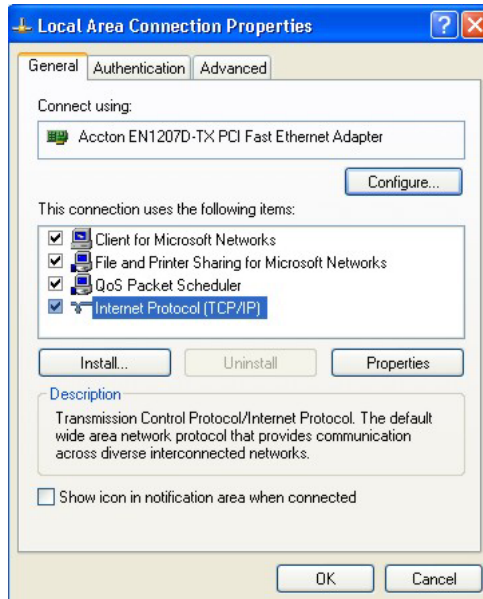 Local Area Connection Properties
General
Authentication
Advanced
Connect using:
Accton EN1207D-TX PCI Fast Ethernet Adapter
Configure...
This connection uses the following items:
Client for Microsoft Networks
File and Printer Sharing for Microsoft Networks
QoS Packet Scheduler
Internet Protocol (TCP/IP)
Install...
Uninstall
Properties
Description
Transmission Control Protocol/Internet Protocol. The default
wide area network protocol that provides communication
across diverse interconnected networks.
Show icon in notification area when connected
OK
Cancel